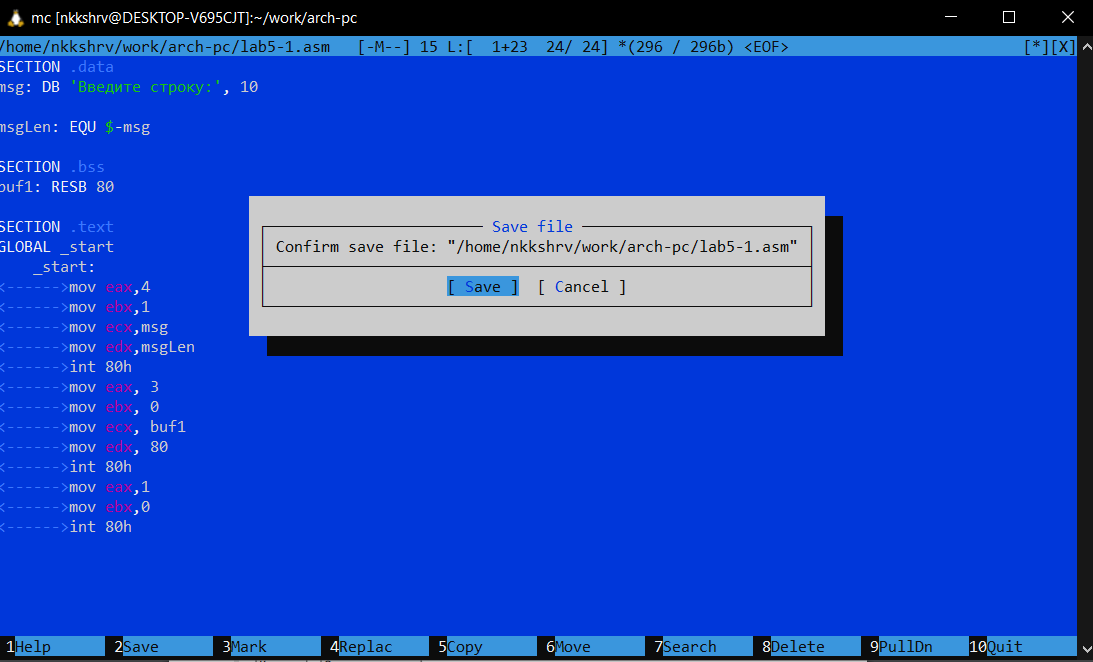 mc [nkkshrv@DESKTOP-V695CJT]:~/work/arch-pc
/home/nkkshrv/work/arch-pc/lab5-1.asm   [-M--] 15 L:[  1+23  24/ 24] *(296 / 296b) <EOF>   [*][X]
SECTION .data
msg: DB 'Введите строку:', 10
msgLen: EQU $-msg
SECTION .bss
buf1: RESB 80
SECTION .text
GLOBAL _start
_start:
<------>mov eax,4
<------>mov ebx,1
<------>mov ecx,msg
<------>mov edx,msgLen
<------>int 80h
<------>mov eax, 3
<------>mov ebx, 0
<------>mov ecx, buf1
<------>mov edx, 80
<------>int 80h
<------>mov eax,1
<------>mov ebx,0
<------>int 80h
Save file
Confirm save file: "/home/nkkshrv/work/arch-pc/lab5-1.asm"
[ Save ]  [ Cancel ]
1Help 2Save 3Mark 4Replac 5Copy 6Move 7Search 8Delete 9PullDn 10Quit